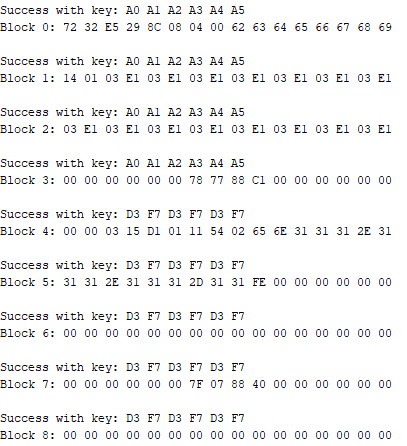 Success with key: A0 A1 A2 A3 A4 A5
Block 0: 72 32 E5 29 8C 08 04 00 62 63 64 65 66 67 68 69
Success with key: A0 A1 A2 A3 A4 A5
Block 1: 14 01 03 E1 03 E1 03 E1 03 E1 03 E1 03 E1 03 E1
Success with key: A0 A1 A2 A3 A4 A5
Block 2: 03 E1 03 E1 03 E1 03 E1 03 E1 03 E1 03 E1 03 E1
Success with key: A0 A1 A2 A3 A4 A5
Block 3: 00 00 00 00 00 00 78 77 88 C1 00 00 00 00 00 00
Success with key: D3 F7 D3 F7 D3 F7
Block 4: 00 00 03 15 D1 01 11 54 02 65 6E 31 31 31 2E 31
Success with key: D3 F7 D3 F7 D3 F7
Block 5: 31 31 2E 31 31 31 2D 31 31 FE 00 00 00 00 00 00
Success with key: D3 F7 D3 F7 D3 F7
Block 6: 00 00 00 00 00 00 00 00 00 00 00 00 00 00 00 00
Success with key: D3 F7 D3 F7 D3 F7
Block 7: 00 00 00 00 00 00 7F 07 88 40 00 00 00 00 00 00
Success with key: D3 F7 D3 F7 D3 F7
Block 8: 00 00 00 00 00 00 00 00 00 00 00 00 00 00 00 00